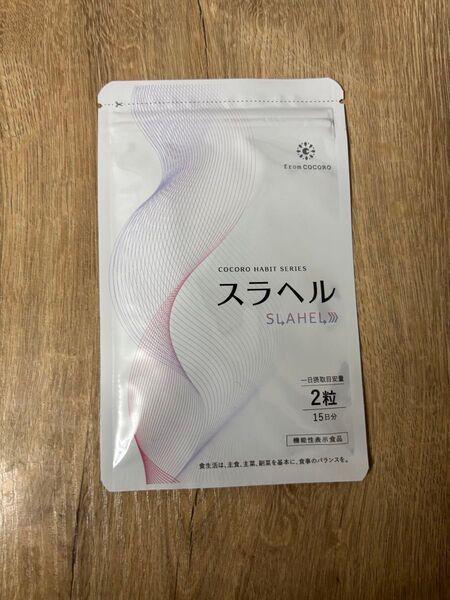 from COCORO
COCORO HABIT SERIES
スラヘル
SLAHEL
一日摂取目安量
2粒
15日分
機能性表示食品
食生活は、主食、主菜、副菜を基本に、食事のバランスを。